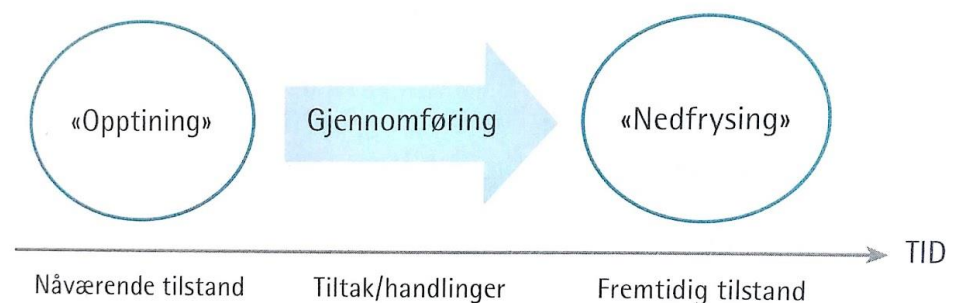 «Opptining»
Gjennomføring
«Nedfrysing»
TID
Nåværende tilstand
Tiltak/handlinger
Fremtidig tilstand